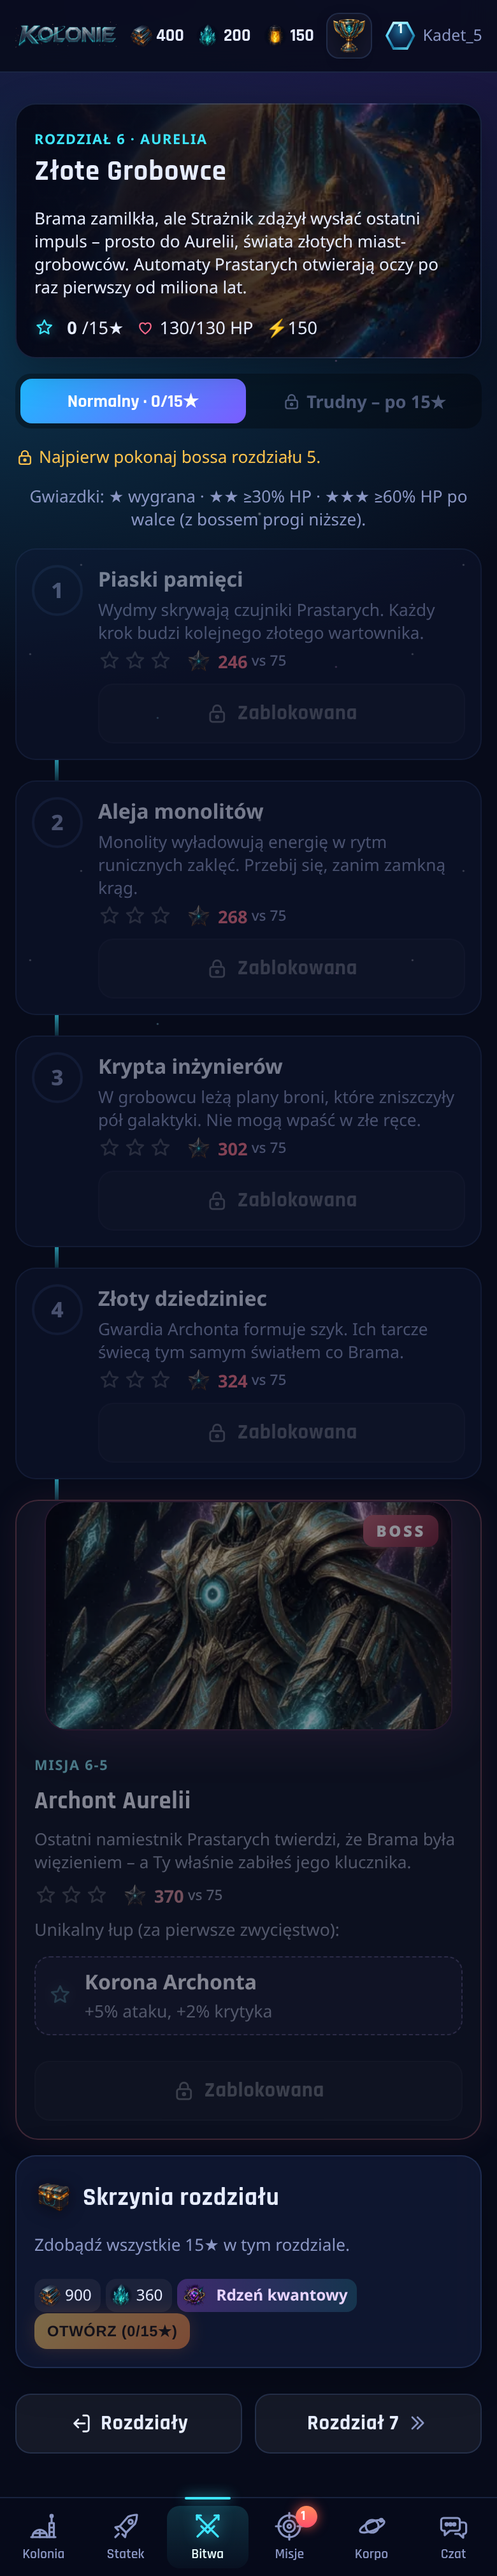 KOLONIE 400 200 150 1 Kadet_5
ROZDZIAŁ 6 · AURELIA
Złote Grobowce
Brama zamilkła, ale Strażnik zdążył wysłać ostatni
impuls – prosto do Aurelii, świata złotych miast-
grobowców. Automaty Prastarych otwierają oczy po
raz pierwszy od miliona lat.
0 /15★ 130/130 HP ⚡150
Normalny · 0/15★ Trudny – po 15★
Najpierw pokonaj bossa rozdziału 5.
Gwiazdki: ★ wygrana · ★★ ≥30% HP · ★★★ ≥60% HP po
walce (z bossem progi niższe).
1 Piaski pamięci
Wydmy skrywają czujniki Prastarych. Każdy
krok budzi kolejnego złotego wartownika.
246 vs 75
Zablokowana
2 Aleja monolitów
Monolity wyładowują energię w rytm
runicznych zaklęć. Przebij się, zanim zamkną
krąg.
268 vs 75
Zablokowana
3 Krypta inżynierów
W grobowcu leżą plany broni, które zniszczyły
pół galaktyki. Nie mogą wpaść w złe ręce.
302 vs 75
Zablokowana
4 Złoty dziedziniec
Gwardia Archonta formuje szyk. Ich tarcze
świecą tym samym światłem co Brama.
324 vs 75
Zablokowana
BOSS
MISJA 6-5
Archont Aurelii
Ostatni namiestnik Prastarych twierdzi, że Brama była
więzieniem – a Ty właśnie zabiłeś jego klucznika.
370 vs 75
Unikalny łup (za pierwsze zwycięstwo):
Korona Archonta
+5% ataku, +2% krytyka
Zablokowana
Skrzynia rozdziału
Zdobądź wszystkie 15★ w tym rozdziale.
900 360 Rdzeń kwantowy
OTWÓRZ (0/15★)
Rozdziały Rozdział 7
1
Kolonia Statek Bitwa Misje Korpo Czat